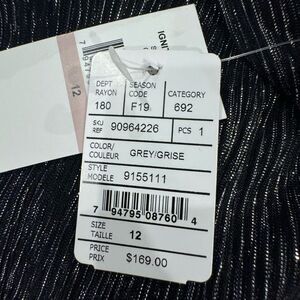 IGNIT
12
DEPT SEASON
RAYON CODE CATEGORY
180 F19 692
SKU
REF 90964226 PCS 1
COLOR/
COULEUR GREY/GRISE
STYLE
MODELE 9155111
7 94795 08760 4
SIZE
TAILLE 12
PRICE
PRIX $169.00